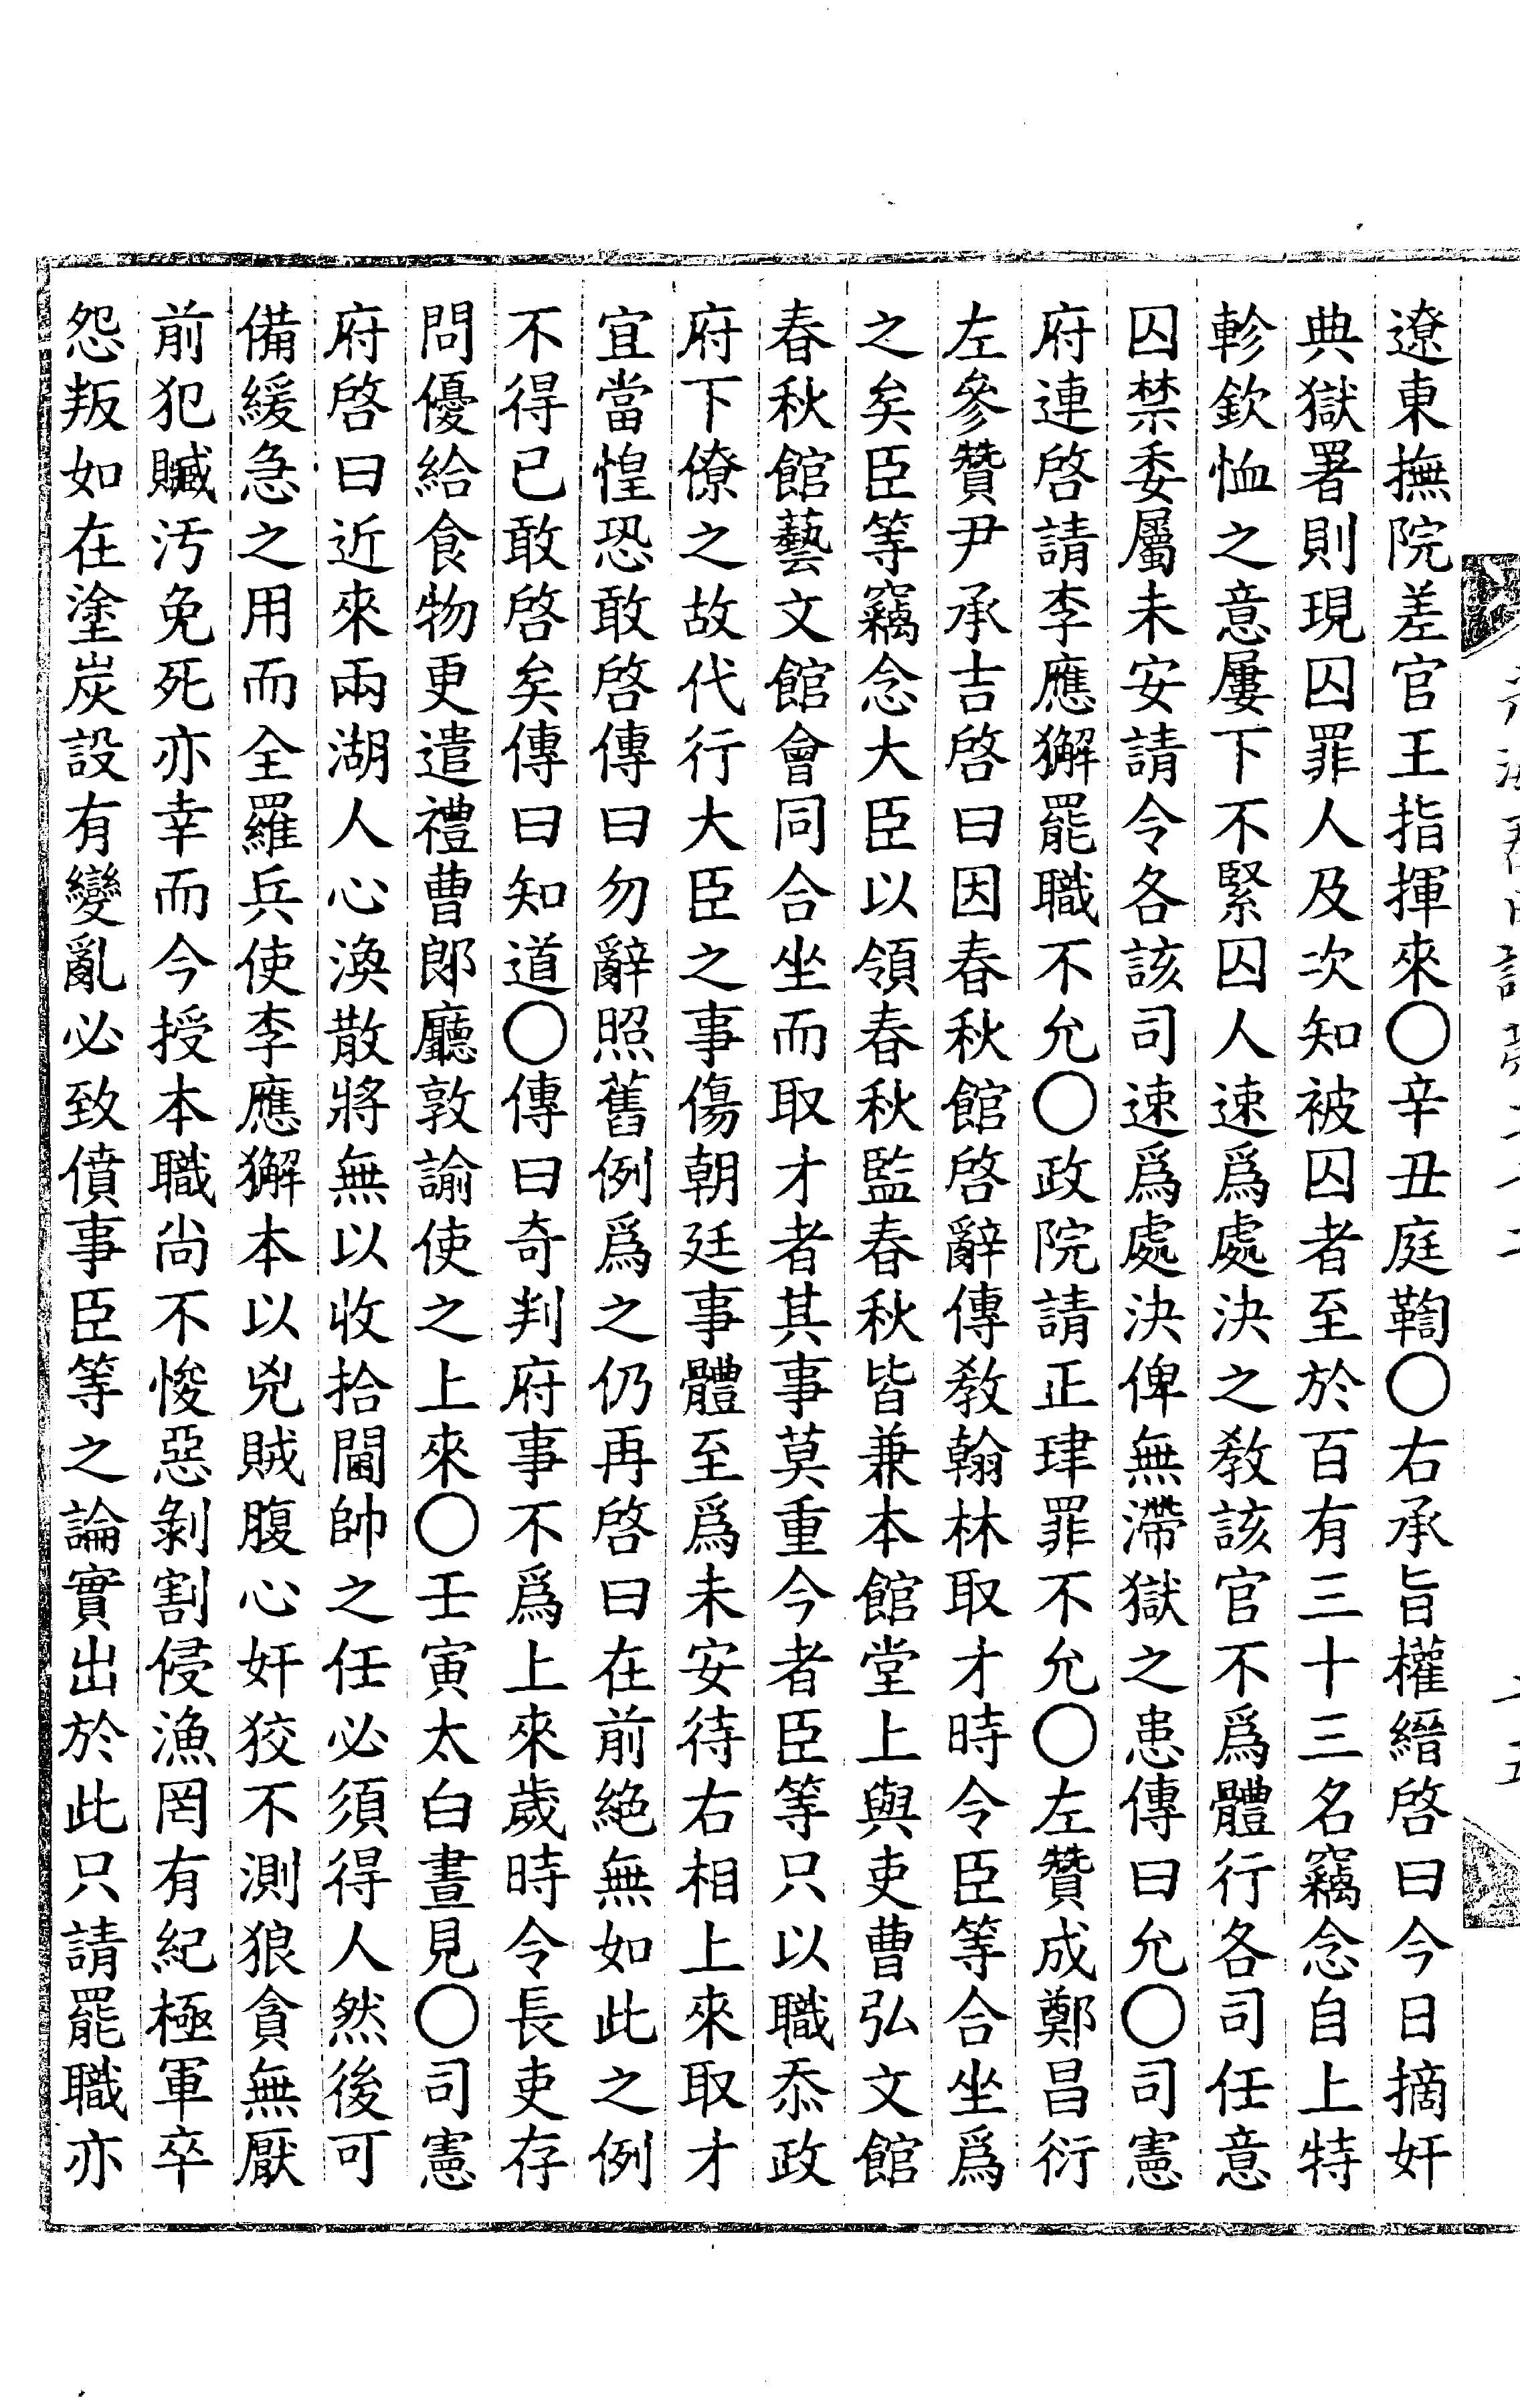 遼東撫院差官王指揮來○辛丑庭鞫○右承旨權縉啓曰今日摘奸
典獄署則現囚罪人及次知被囚者至於百有三十三名竊念自上特
軫欽恤之意屢下不緊囚人速爲處決之教該官不爲體行各司任意
囚禁委屬未安請令各該司速爲處決俾無滯獄之患傳曰允○司憲
府連啓請李應獬罷職不允○政院請正肂罪不允○左贊成鄭昌衍
左參贊尹承吉啓曰因春秋館啓辭傳教翰林取才時令臣等合坐爲
之矣臣等竊念大臣以領春秋監春秋皆兼本館堂上與吏曹弘文館
春秋館藝文館會同合坐而取才者其事莫重今者臣等只以職忝政
府下僚之故代行大臣之事傷朝廷事體至爲未安待右相上來取才
宜當惶恐敢啓傳曰勿辭照舊例爲之仍再啓曰在前絶無如此之例
不得已敢啓矣傳曰知道○傳曰奇判府事不爲上來歲時令長吏存
問優給食物更遣禮曹郞廳敦諭使之上來○壬寅太白晝見○司憲
府啓曰近來兩湖人心渙散將無以收拾閫帥之任必須得人然後可
備緩急之用而全羅兵使李應獬本以兇賊腹心奸狡不測狼貪無厭
前犯贓汚免死亦幸而今授本職尙不悛惡剝割侵漁罔有紀極軍卒
怨叛如在塗炭設有變亂必致僨事臣等之論實出於此只請罷職亦